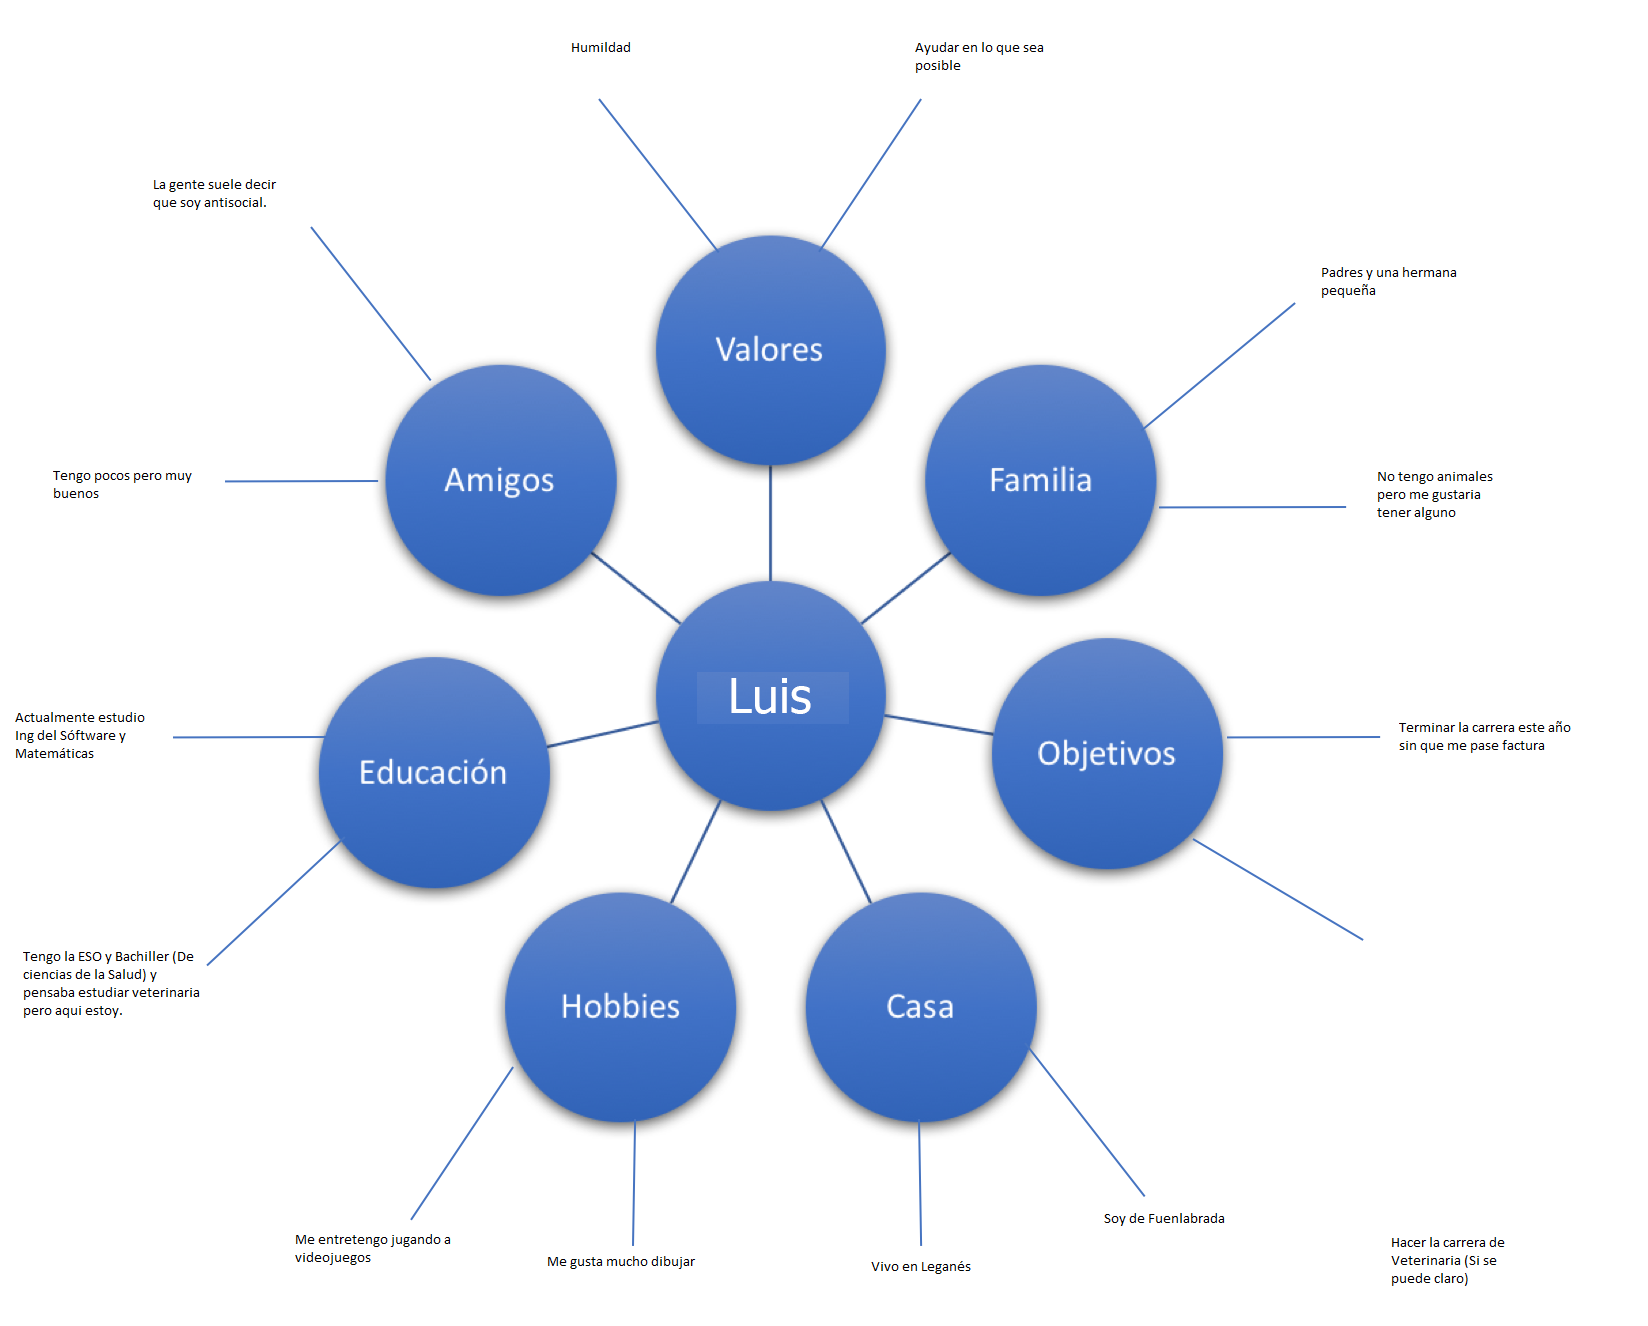 Humildad
Ayudar en lo que sea
posible
La gente suele decir
que soy antisocial.
Padres y una hermana
pequeña
Valores
Amigos
Familia
Tengo pocos pero muy
buenos
No tengo animales
pero me gustaria
tener alguno
Luis
Actualmente estudio
Ing del Sóftware y
Matemáticas
Educación
Objetivos
Terminar la carrera este año
sin que me pase factura
Tengo la ESO y Bachiller (De
ciencias de la Salud) y
pensaba estudiar veterinaria
pero aqui estoy.
Hobbies
Casa
Me entretengo jugando a
videojuegos
Me gusta mucho dibujar
Vivo en Leganés
Soy de Fuenlabrada
Hacer la carrera de
Veterinaria (Si se
puede claro)